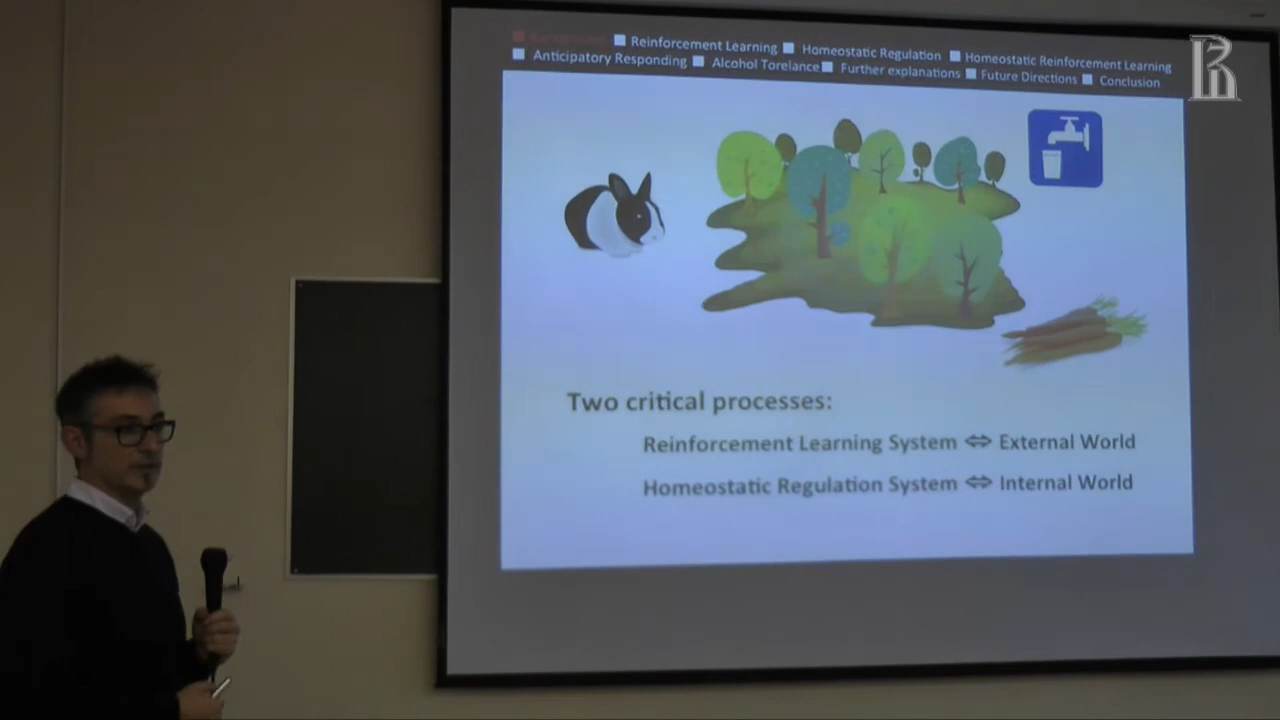 Reinforcement Learning Homeostatic Regulation Homeostatic Reinforcement Learning
Anticipatory Responding Alcohol Torelance Further explanations Future Directions Conclusion
Two critical processes:
Reinforcement Learning System ⇔ External World
Homeostatic Regulation System ⇔ Internal World